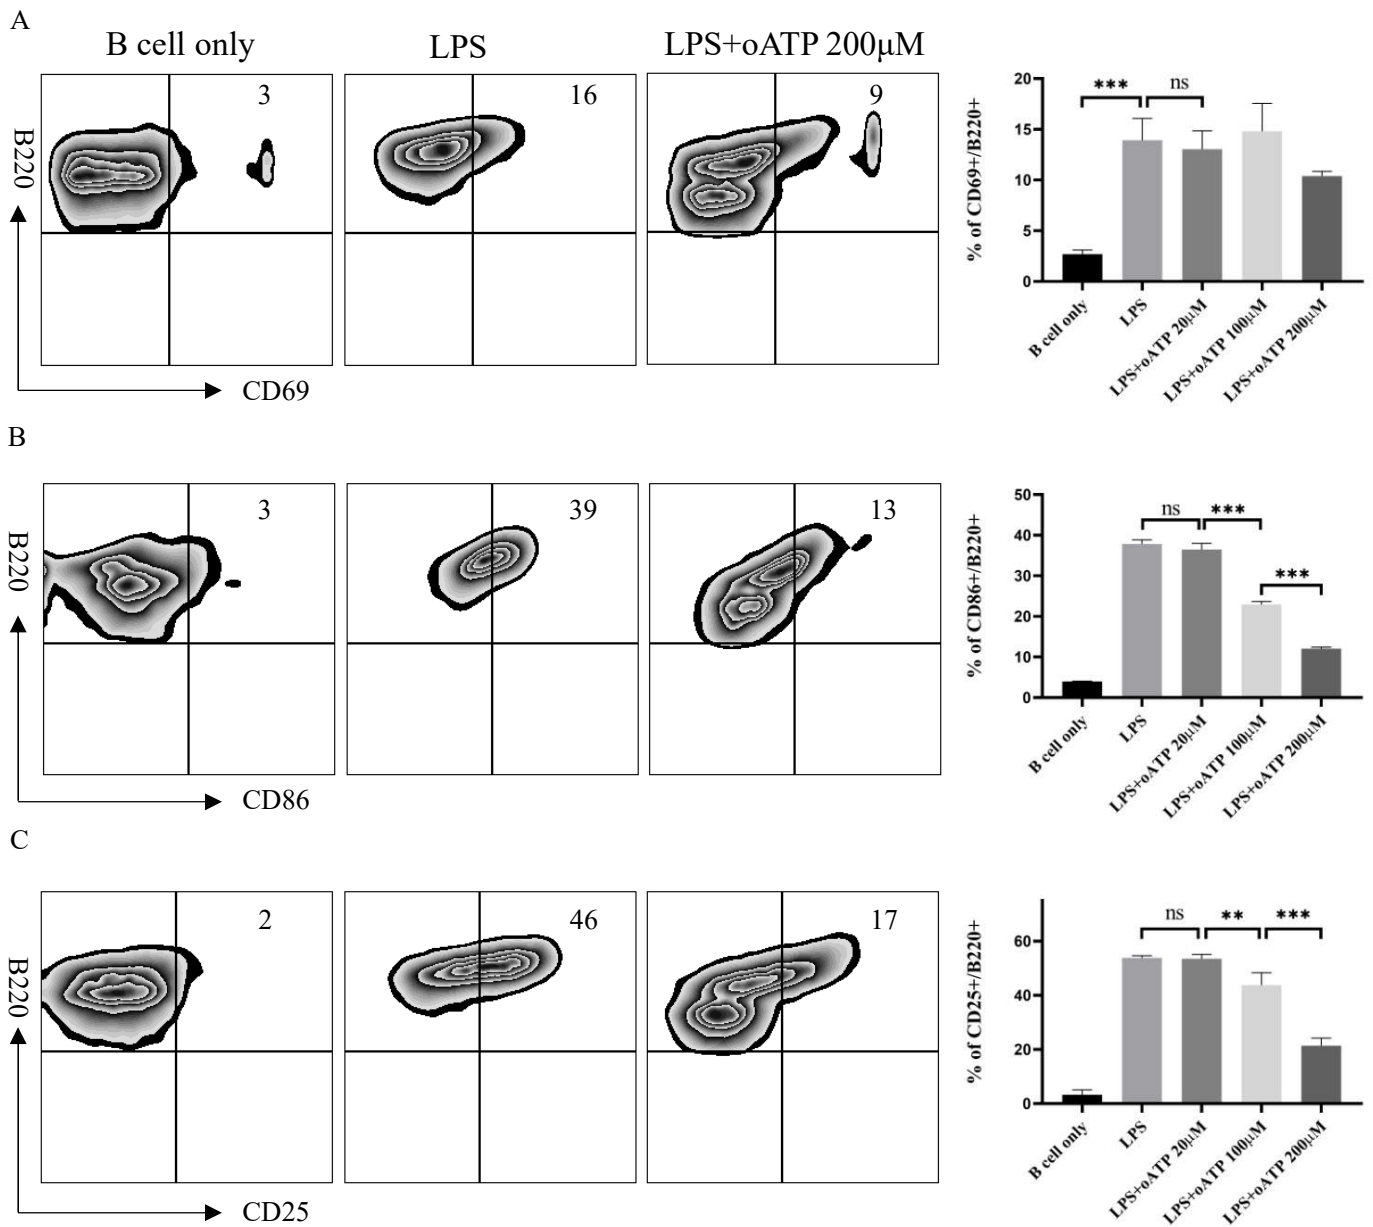 A
B cell only
LPS
LPS+oATP 200μM
3
16
9
B220
CD69
% of CD69+/B220+
20
15
10
5
0
***
ns
B cell only
LPS
LPS+oATP 20μM
LPS+oATP 100μM
LPS+oATP 200μM
B
3
39
13
B220
CD86
% of CD86+/B220+
50
40
30
20
10
0
ns
***
***
B cell only
LPS
LPS+oATP 20μM
LPS+oATP 100μM
LPS+oATP 200μM
C
2
46
17
B220
CD25
% of CD25+/B220+
60
40
20
0
ns
**
***
B cell only
LPS
LPS+oATP 20μM
LPS+oATP 100μM
LPS+oATP 200μM